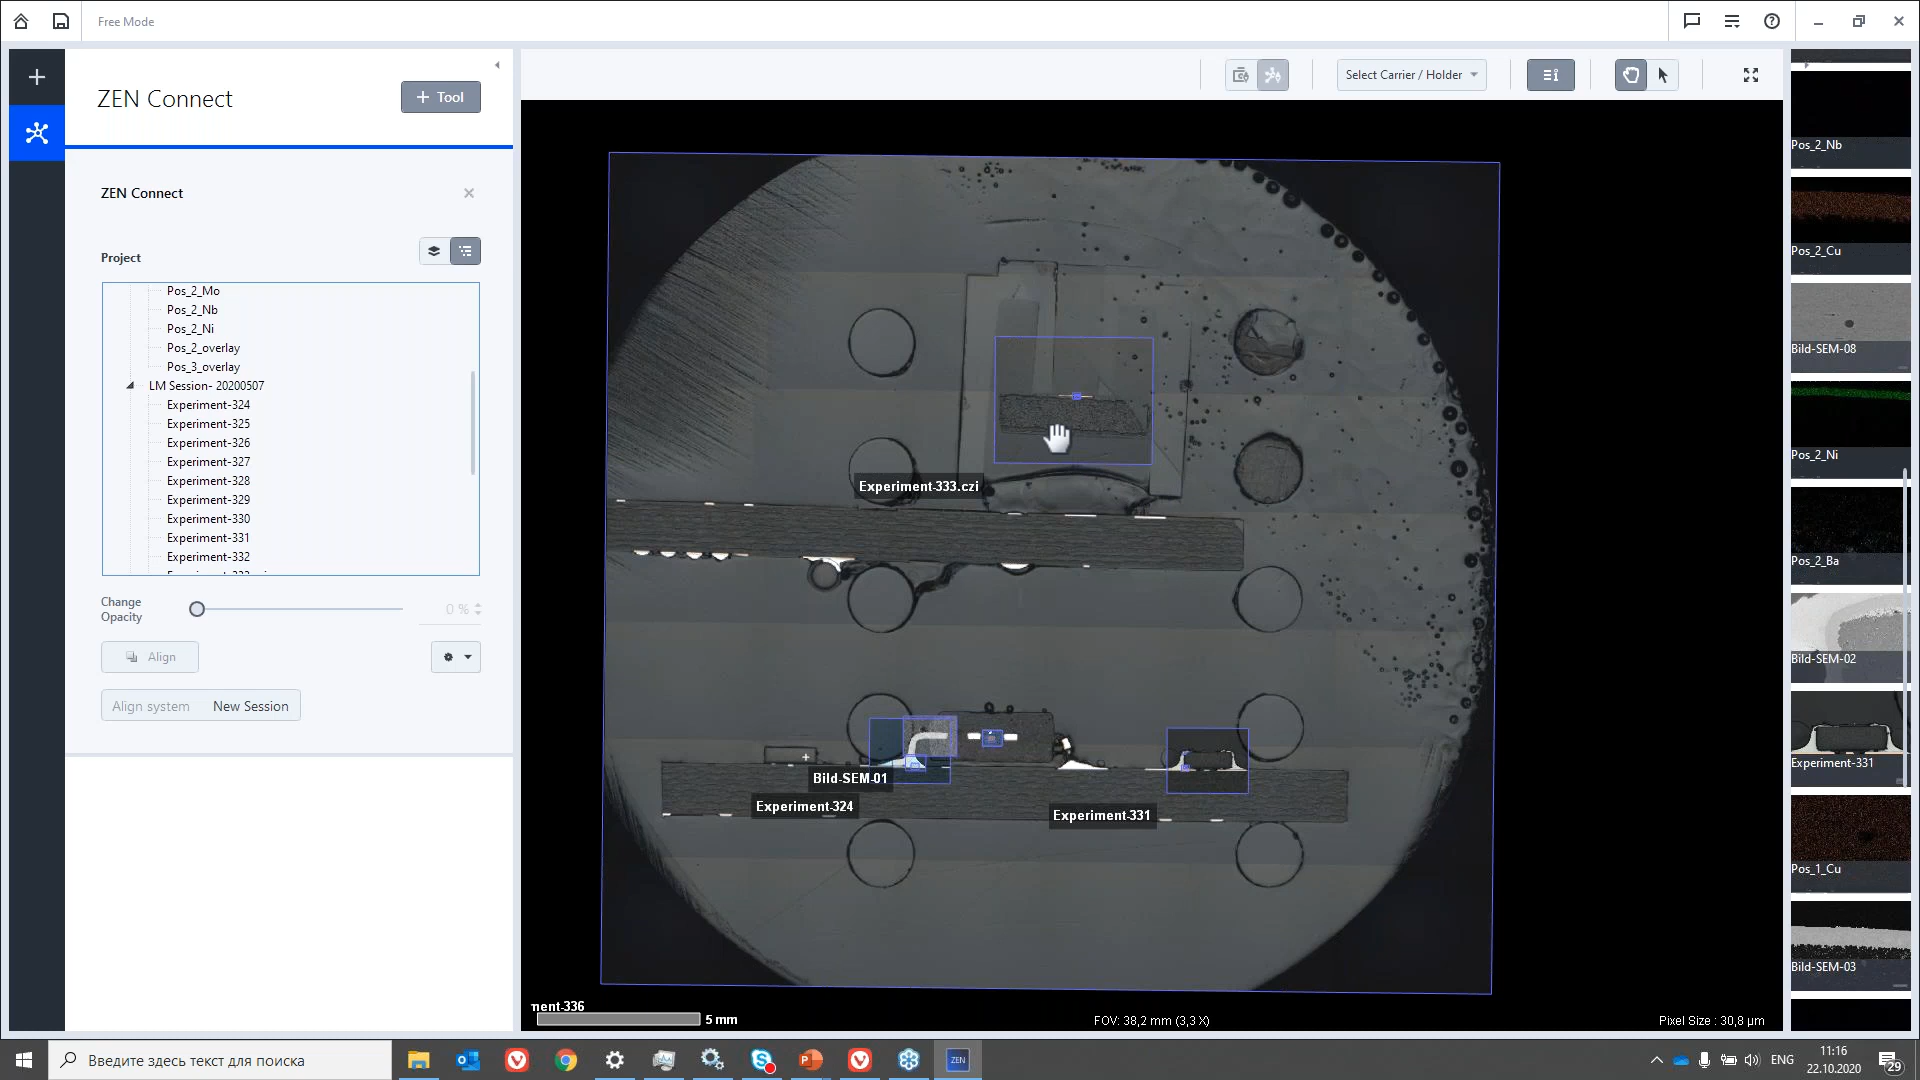 Free Mode
ZEN Connect
+ Tool
ZEN Connect
Project
Pos_2_Mo
Pos_2_Nb
Pos_2_Ni
Pos_2_overlay
Pos_3_overlay
LM Session- 20200507
Experiment-324
Experiment-325
Experiment-326
Experiment-327
Experiment-328
Experiment-329
Experiment-330
Experiment-331
Experiment-332
Change Opacity
0 %
Align
Align system
New Session
Select Carrier / Holder
Experiment-333.czi
Bild-SEM-01
Experiment-324
Experiment-331
ment-336
5 mm
FOV: 38,2 mm (3,3 X)
Pixel Size : 30,8 µm
Pos_2_Nb
Pos_2_Cu
Bild-SEM-08
Pos_2_Ni
Pos_2_Ba
Bild-SEM-02
Experiment-331
Pos_1_Cu
Bild-SEM-03
Введите здесь текст для поиска
ZEN
ENG
11:16
22.10.2020
29